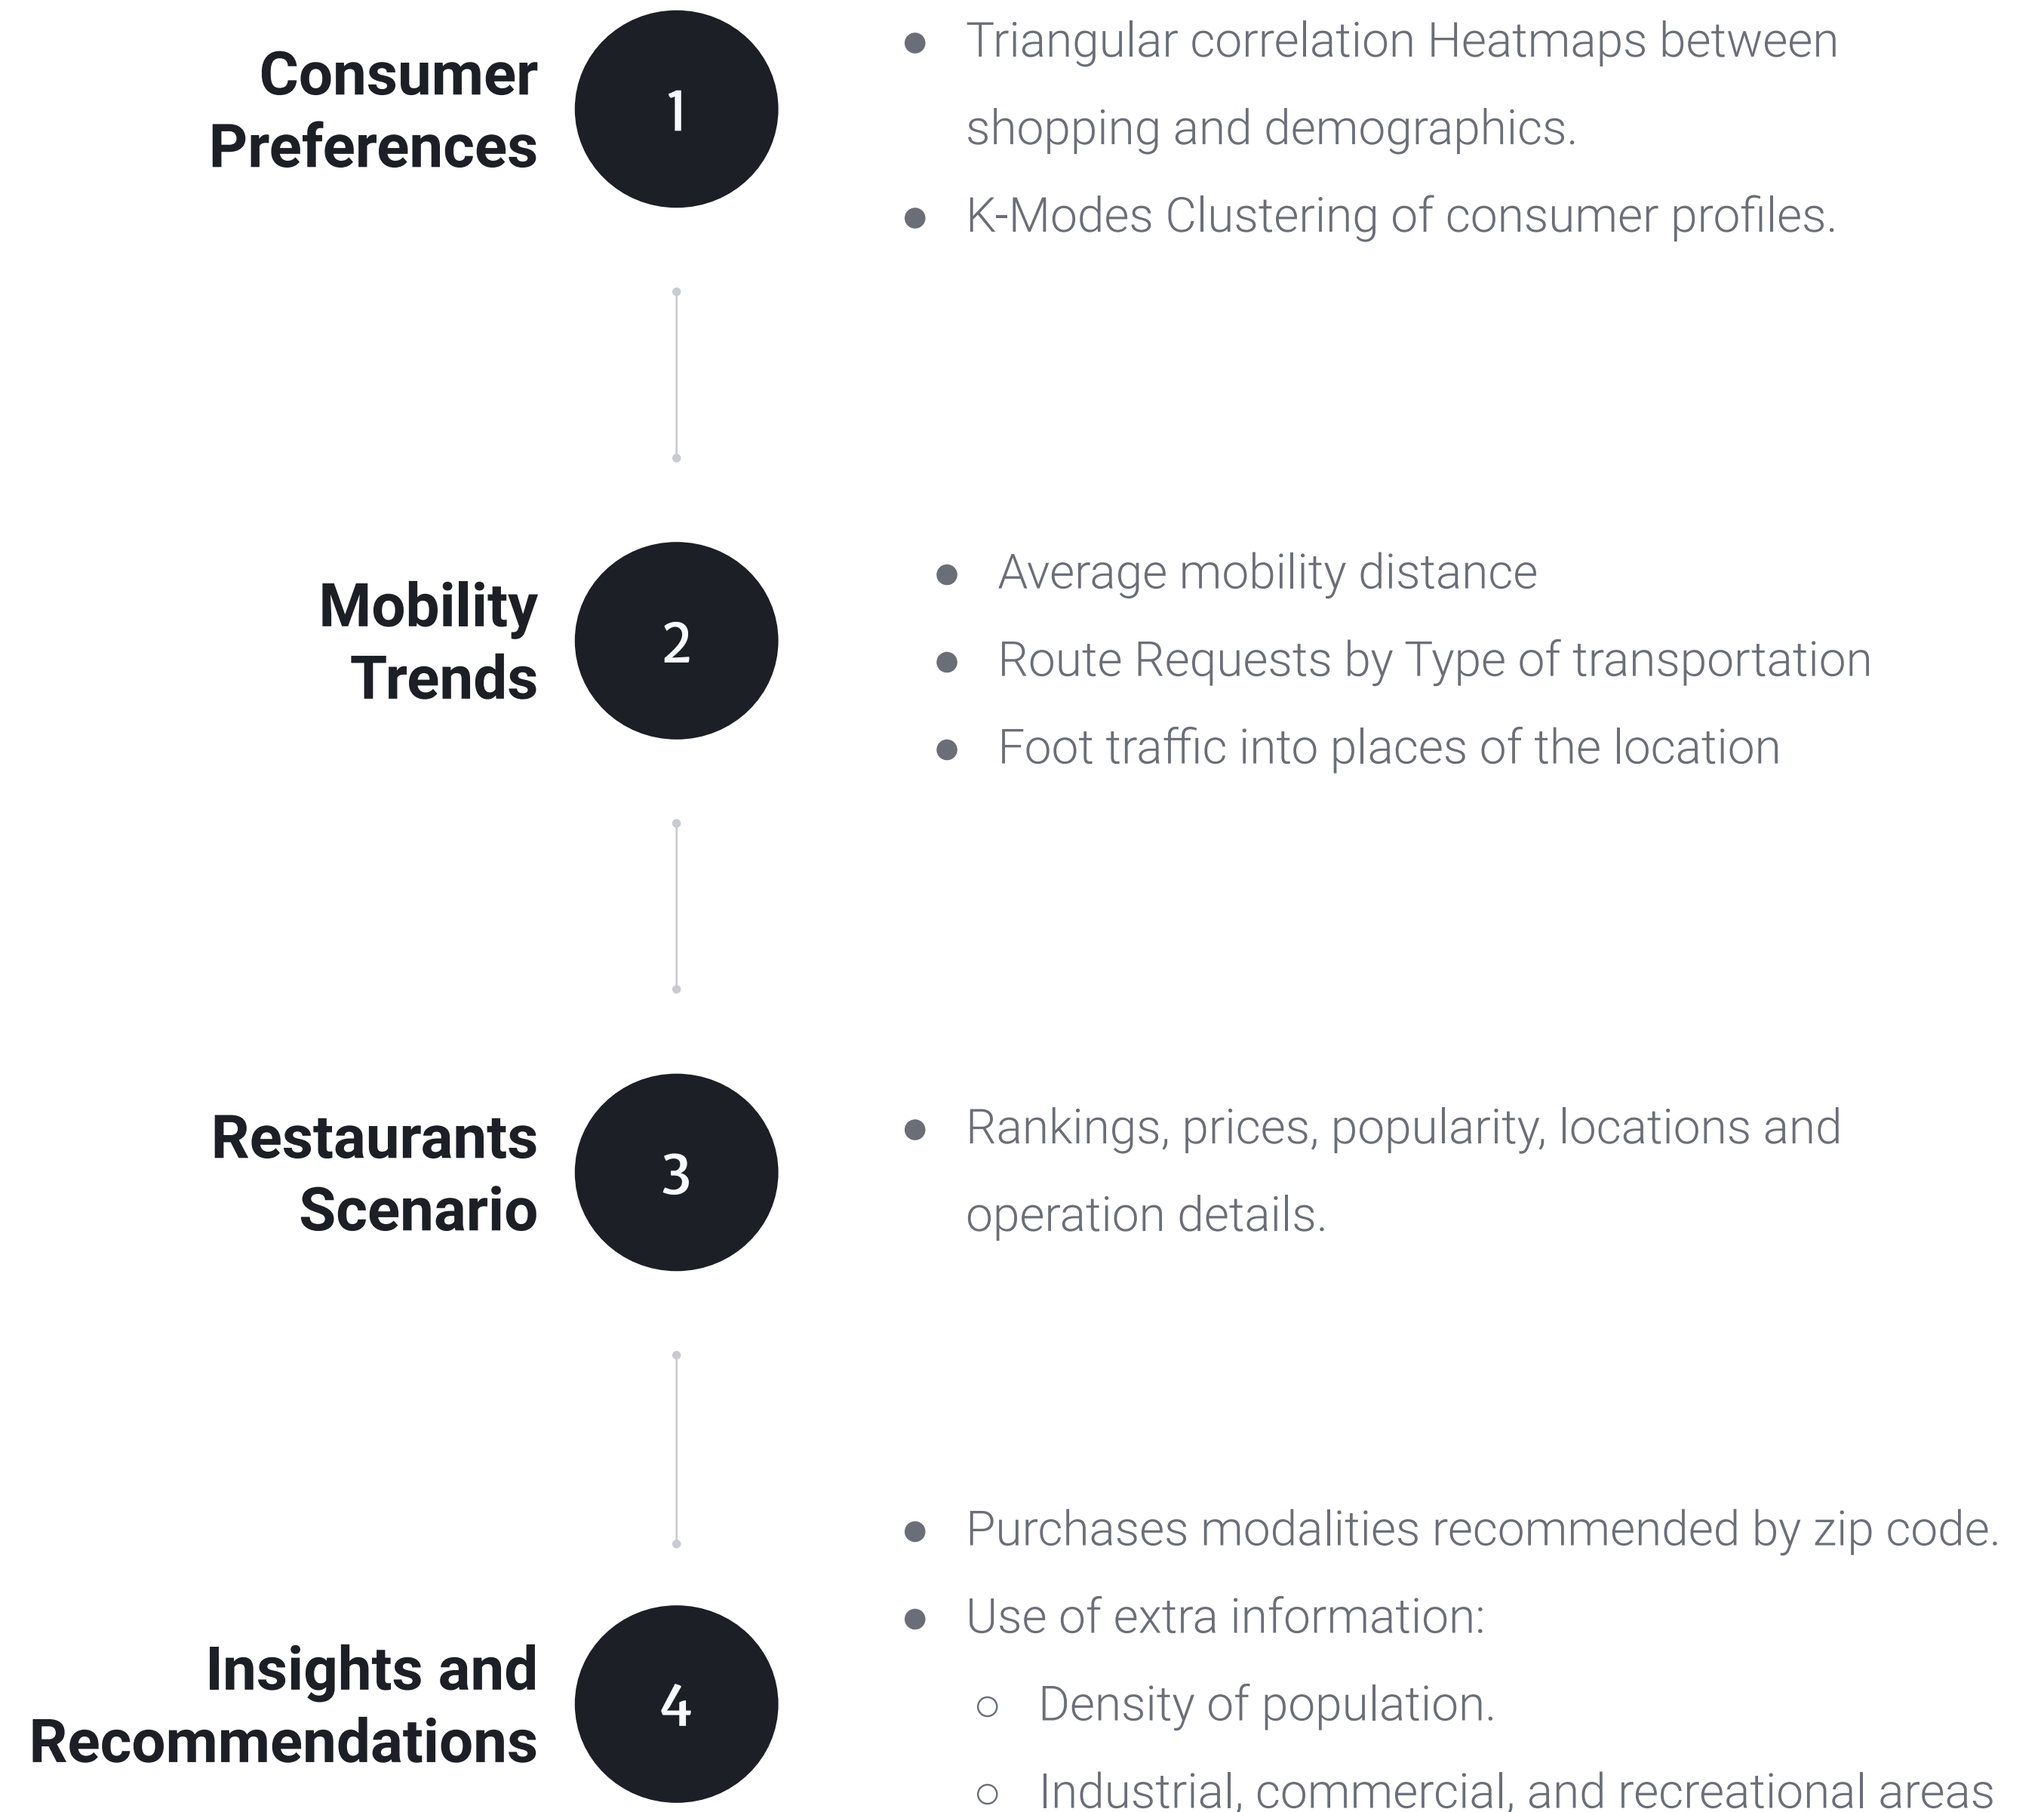 Consumer
Preferences
1
● Triangular correlation Heatmaps between
shopping and demographics.
● K-Modes Clustering of consumer profiles.
Mobility
Trends
2
● Average mobility distance
● Route Requests by Type of transportation
● Foot traffic into places of the location
Restaurants
Scenario
3
● Rankings, prices, popularity, locations and
operation details.
Insights and
Recommendations
4
● Purchases modalities recommended by zip code.
● Use of extra information:
○ Density of population.
○ Industrial, commercial, and recreational areas